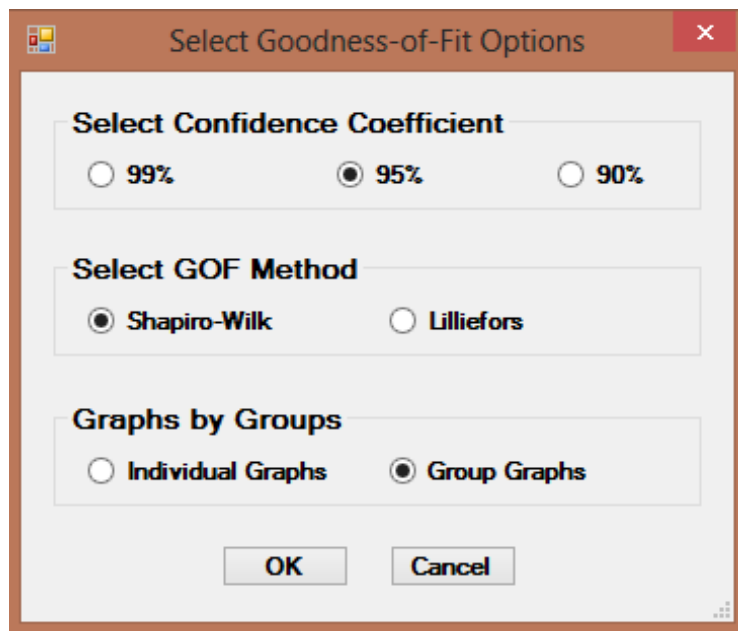 Select Goodness-of-Fit Options
Select Confidence Coefficient
99% 95% 90%
Select GOF Method
Shapiro-Wilk Lilliefors
Graphs by Groups
Individual Graphs Group Graphs
OK Cancel